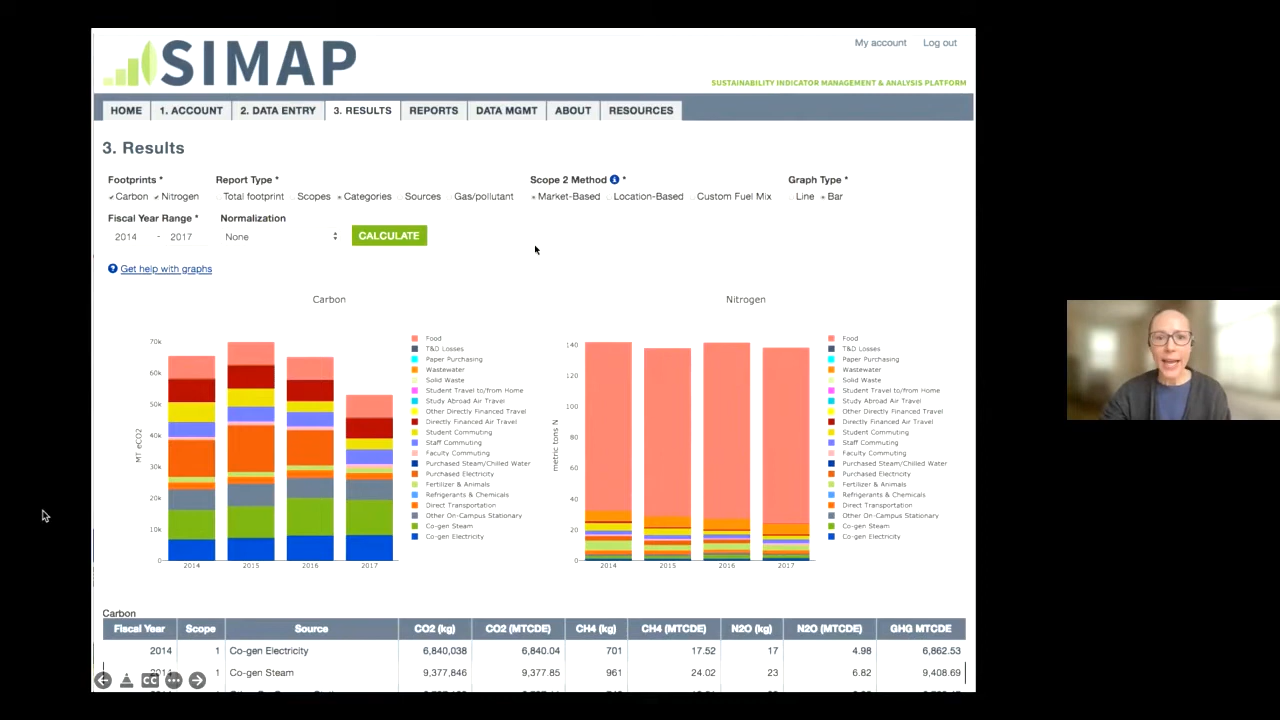 SIMAP
My account Log out
SUSTAINABILITY INDICATOR MANAGEMENT & ANALYSIS PLATFORM
HOME 1. ACCOUNT 2. DATA ENTRY 3. RESULTS REPORTS DATA MGMT ABOUT RESOURCES
3. Results
Footprints * Report Type * Scope 2 Method * Graph Type *
Carbon Nitrogen Total footprint Scopes Categories Sources Gas/pollutant Market-Based Location-Based Custom Fuel Mix Line Bar
Fiscal Year Range * Normalization
2014 - 2017 None CALCULATE
Get help with graphs
Carbon
MT eCO2
70k
60k
50k
40k
30k
20k
10k
0
2014 2015 2016 2017
Food
T&D Losses
Paper Purchasing
Wastewater
Solid Waste
Student Travel to/from Home
Study Abroad Air Travel
Other Directly Financed Travel
Directly Financed Air Travel
Student Commuting
Staff Commuting
Faculty Commuting
Purchased Steam/Chilled Water
Purchased Electricity
Fertilizer & Animals
Refrigerants & Chemicals
Direct Transportation
Other On-Campus Stationary
Co-gen Steam
Co-gen Electricity
Nitrogen
metric tons N
140
120
100
80
60
40
20
0
2014 2015 2016 2017
Food
T&D Losses
Paper Purchasing
Wastewater
Solid Waste
Student Travel to/from Home
Study Abroad Air Travel
Other Directly Financed Travel
Directly Financed Air Travel
Student Commuting
Staff Commuting
Faculty Commuting
Purchased Steam/Chilled Water
Purchased Electricity
Fertilizer & Animals
Refrigerants & Chemicals
Direct Transportation
Other On-Campus Stationary
Co-gen Steam
Co-gen Electricity
Carbon
Fiscal Year Scope Source CO2 (kg) CO2 (MTCDE) CH4 (kg) CH4 (MTCDE) N2O (kg) N2O (MTCDE) GHG MTCDE
2014 1 Co-gen Electricity 6,840,038 6,840.04 701 17.52 17 4.98 6,862.53
1 Co-gen Steam 9,377,846 9,377.85 961 24.02 23 6.82 9,408.69
CC